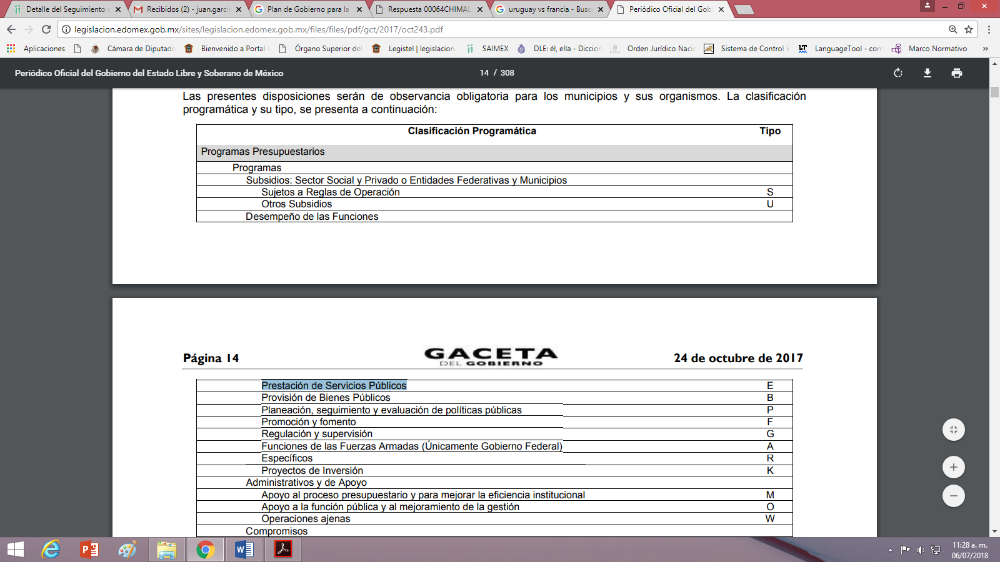 Detalle del Seguimiento
Recibidos (2) - juan.garci
Plan de Gobierno para la
Respuesta 00064CHIMAL
uruguay vs francia - Busc
Periódico Oficial del Gob
legislacion.edomex.gob.mx/sites/legislacion.edomex.gob.mx/files/files/pdf/gct/2017/oct243.pdf
Aplicaciones
Cámara de Diputado
Bienvenido a Portal
Órgano Superior del
Legistel | legislacion.
SAIMEX
DLE: él, ella - Diccion
Orden Jurídico Nacio
Sistema de Control E
LT LanguageTool - corr
Marco Normativo
»
Periódico Oficial del Gobierno del Estado Libre y Soberano de México
14 / 308
Las presentes disposiciones serán de observancia obligatoria para los municipios y sus organismos. La clasificación
programática y su tipo, se presenta a continuación:
Clasificación Programática Tipo
Programas Presupuestarios
Programas
Subsidios: Sector Social y Privado o Entidades Federativas y Municipios
Sujetos a Reglas de Operación S
Otros Subsidios U
Desempeño de las Funciones
Página 14 GACETA 24 de octubre de 2017
DEL GOBIERNO
Prestación de Servicios Públicos E
Provisión de Bienes Públicos B
Planeación, seguimiento y evaluación de políticas públicas P
Promoción y fomento F
Regulación y supervisión G
Funciones de las Fuerzas Armadas (Únicamente Gobierno Federal) A
Específicos R
Proyectos de Inversión K
Administrativos y de Apoyo
Apoyo al proceso presupuestario y para mejorar la eficiencia institucional M
Apoyo a la función pública y al mejoramiento de la gestión O
Operaciones ajenas W
Compromisos
11:28 a. m.
06/07/2018